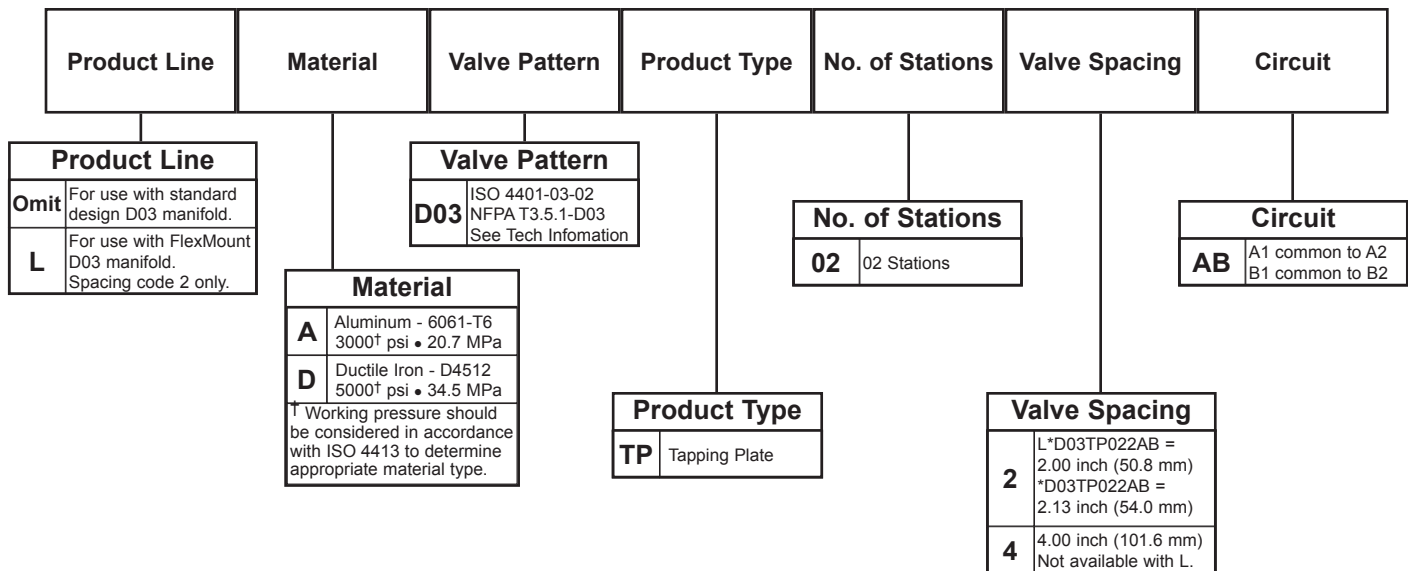 Product Line
Material
Valve Pattern
Product Type
No. of Stations
Valve Spacing
Circuit
Product Line
Omit
For use with standard
design D03 manifold.
L
For use with FlexMount
D03 manifold.
Spacing code 2 only.
Material
A
Aluminum - 6061-T6
3000† psi • 20.7 MPa
D
Ductile Iron - D4512
5000† psi • 34.5 MPa
† Working pressure should
be considered in accordance
with ISO 4413 to determine
appropriate material type.
Valve Pattern
D03
ISO 4401-03-02
NFPA T3.5.1-D03
See Tech Infomation
Product Type
TP
Tapping Plate
No. of Stations
02
02 Stations
Valve Spacing
2
L*D03TP022AB =
2.00 inch (50.8 mm)
*D03TP022AB =
2.13 inch (54.0 mm)
4
4.00 inch (101.6 mm)
Not available with L.
Circuit
AB
A1 common to A2
B1 common to B2